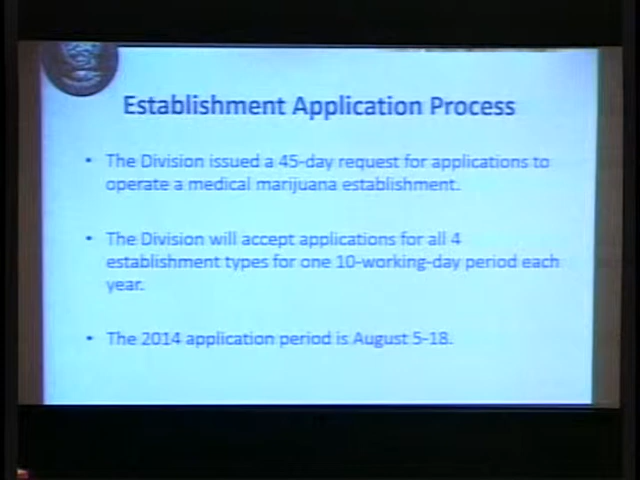 Establishment Application Process
• The Division issued a 45-day request for applications to
operate a medical marijuana establishment.
• The Division will accept applications for all 4
establishment types for one 10-working-day period each
year.
• The 2014 application period is August 5-18.